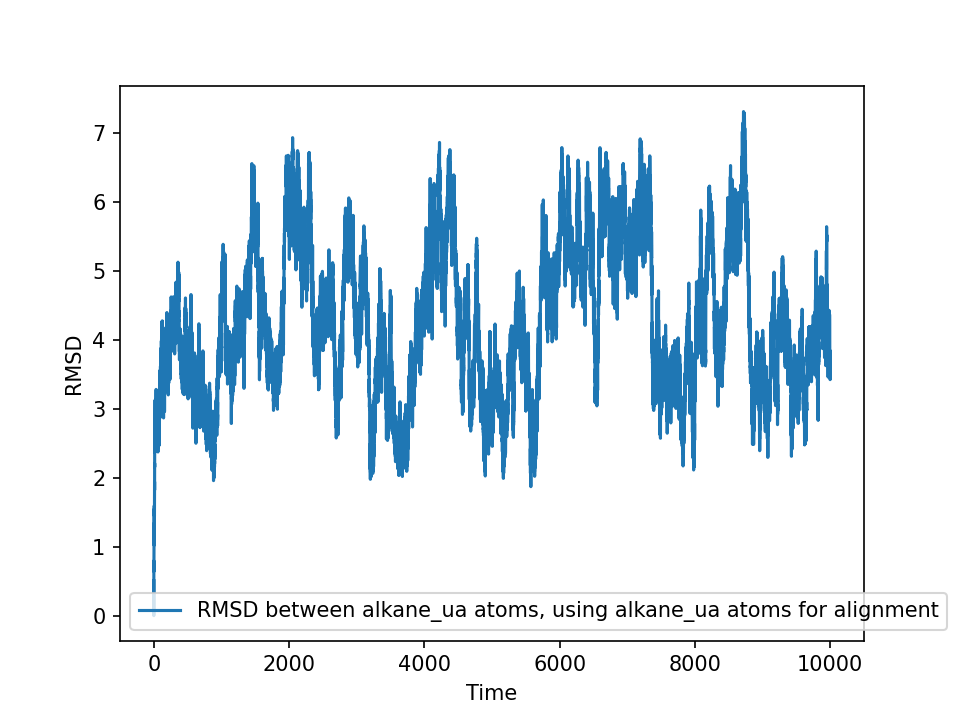 7
6
5
4
3
2
1
0
RMSD
RMSD between alkane_ua atoms, using alkane_ua atoms for alignment
0 2000 4000 6000 8000 10000
Time